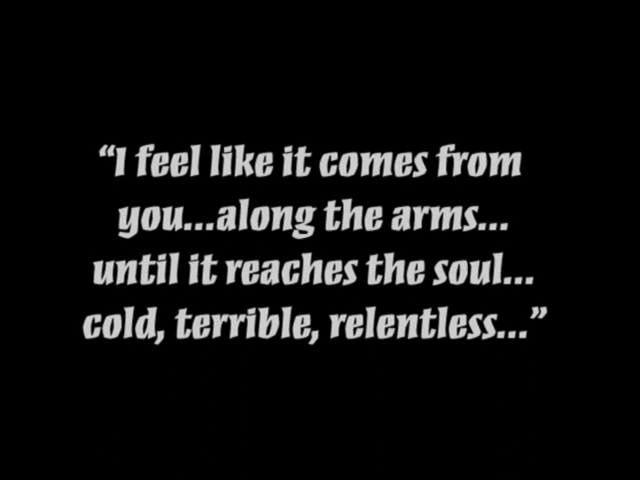 “I feel like it comes from
you...along the arms...
until it reaches the soul...
cold, terrible, relentless...”